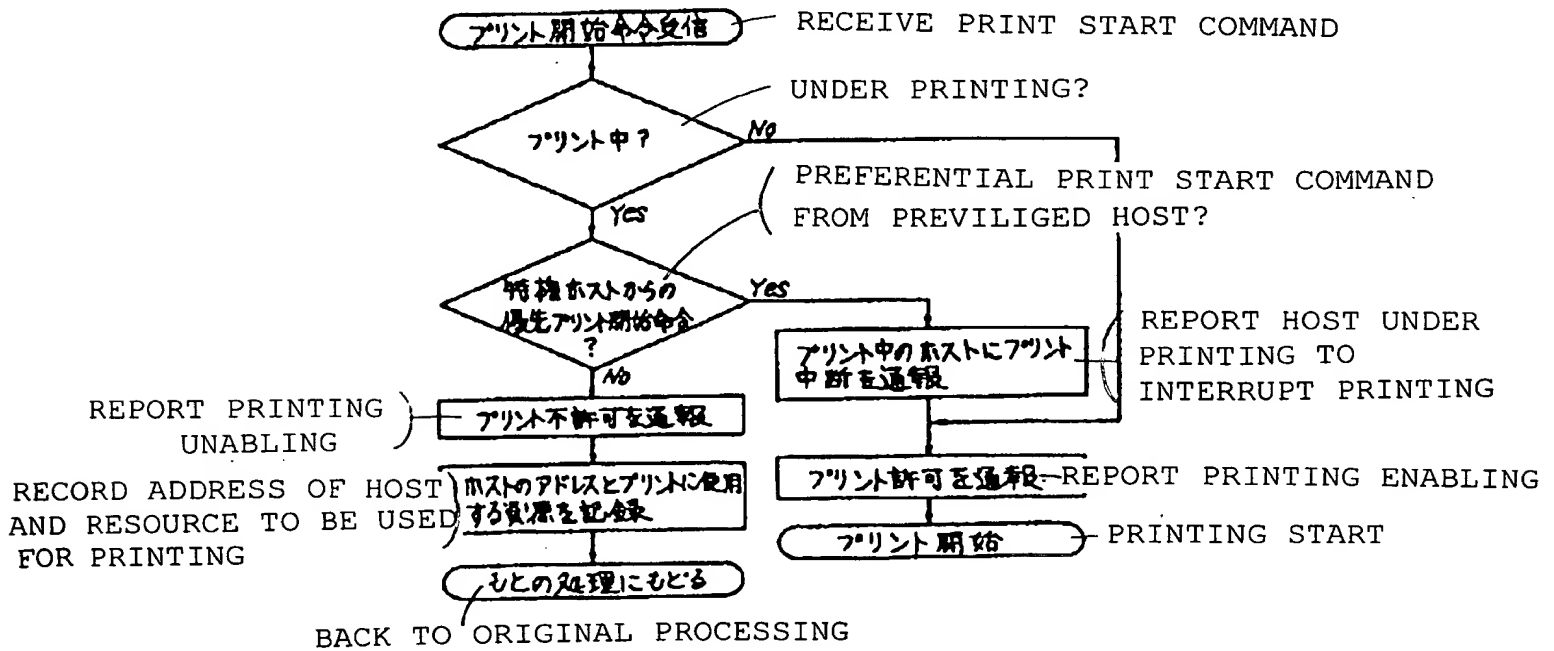 プリント開始命令受信
RECEIVE PRINT START COMMAND
UNDER PRINTING?
プリント中?
No
PREFERENTIAL PRINT START COMMAND
FROM PREVILIGED HOST?
Yes
特権ホストからの
優先プリント開始命令
?
Yes
No
プリント中のホストにプリント
中断を通報
REPORT HOST UNDER
PRINTING TO
INTERRUPT PRINTING
REPORT PRINTING
UNABLING
プリント不許可を通報
RECORD ADDRESS OF HOST
AND RESOURCE TO BE USED
FOR PRINTING
ホストのアドレスとプリントに使用
する資源を記録
プリント許可を通報
REPORT PRINTING ENABLING
プリント開始
PRINTING START
もとの処理にもどる
BACK TO ORIGINAL PROCESSING